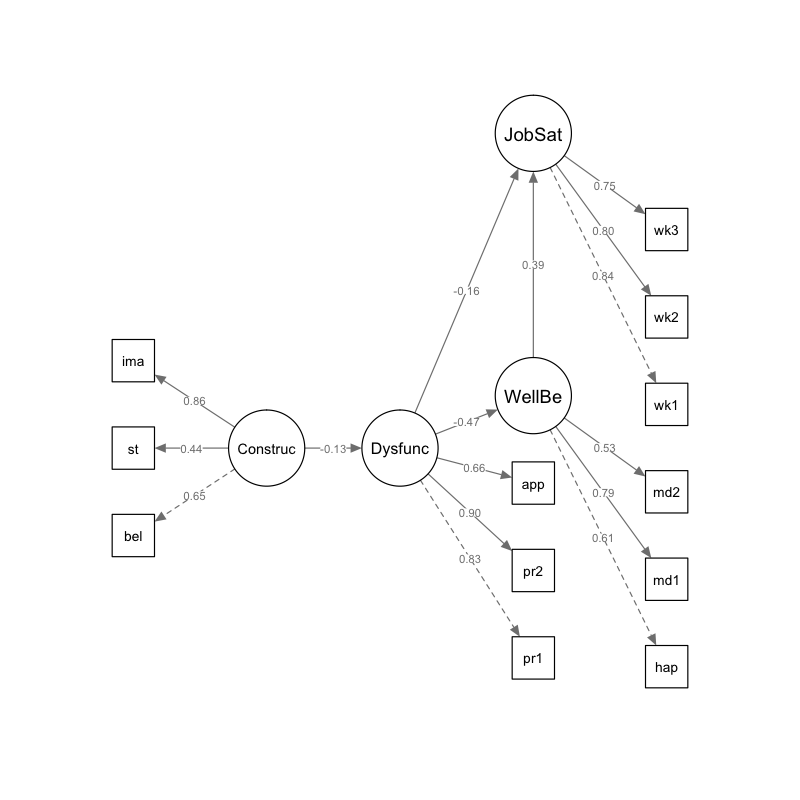 JobSat
0.75
wk3
0.80
0.39
0.84
-0.16
wk2
ima
WellBe
0.86
wk1
-0.47
st
0.44
Construc
-0.13
Dysfunc
0.53
0.66
app
md2
0.65
0.79
0.90
bel
0.61
0.83
pr2
md1
pr1
hap